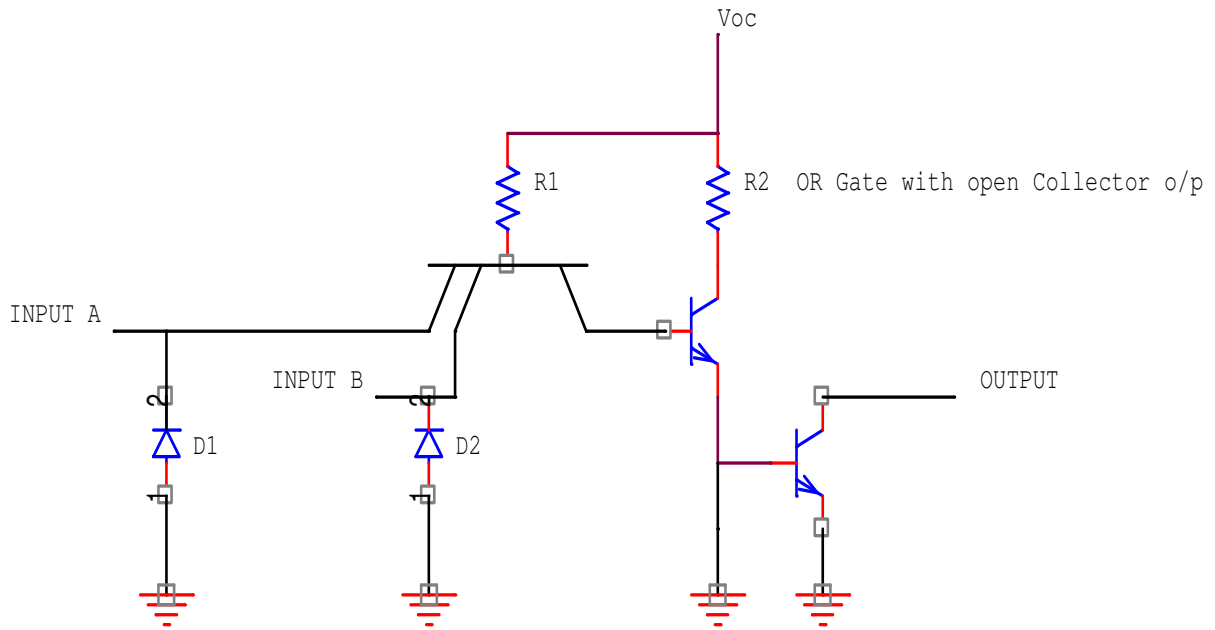 Voc
R1
R2 OR Gate with open Collector o/p
INPUT A
INPUT B
OUTPUT
2
2
D1
D2
1
1